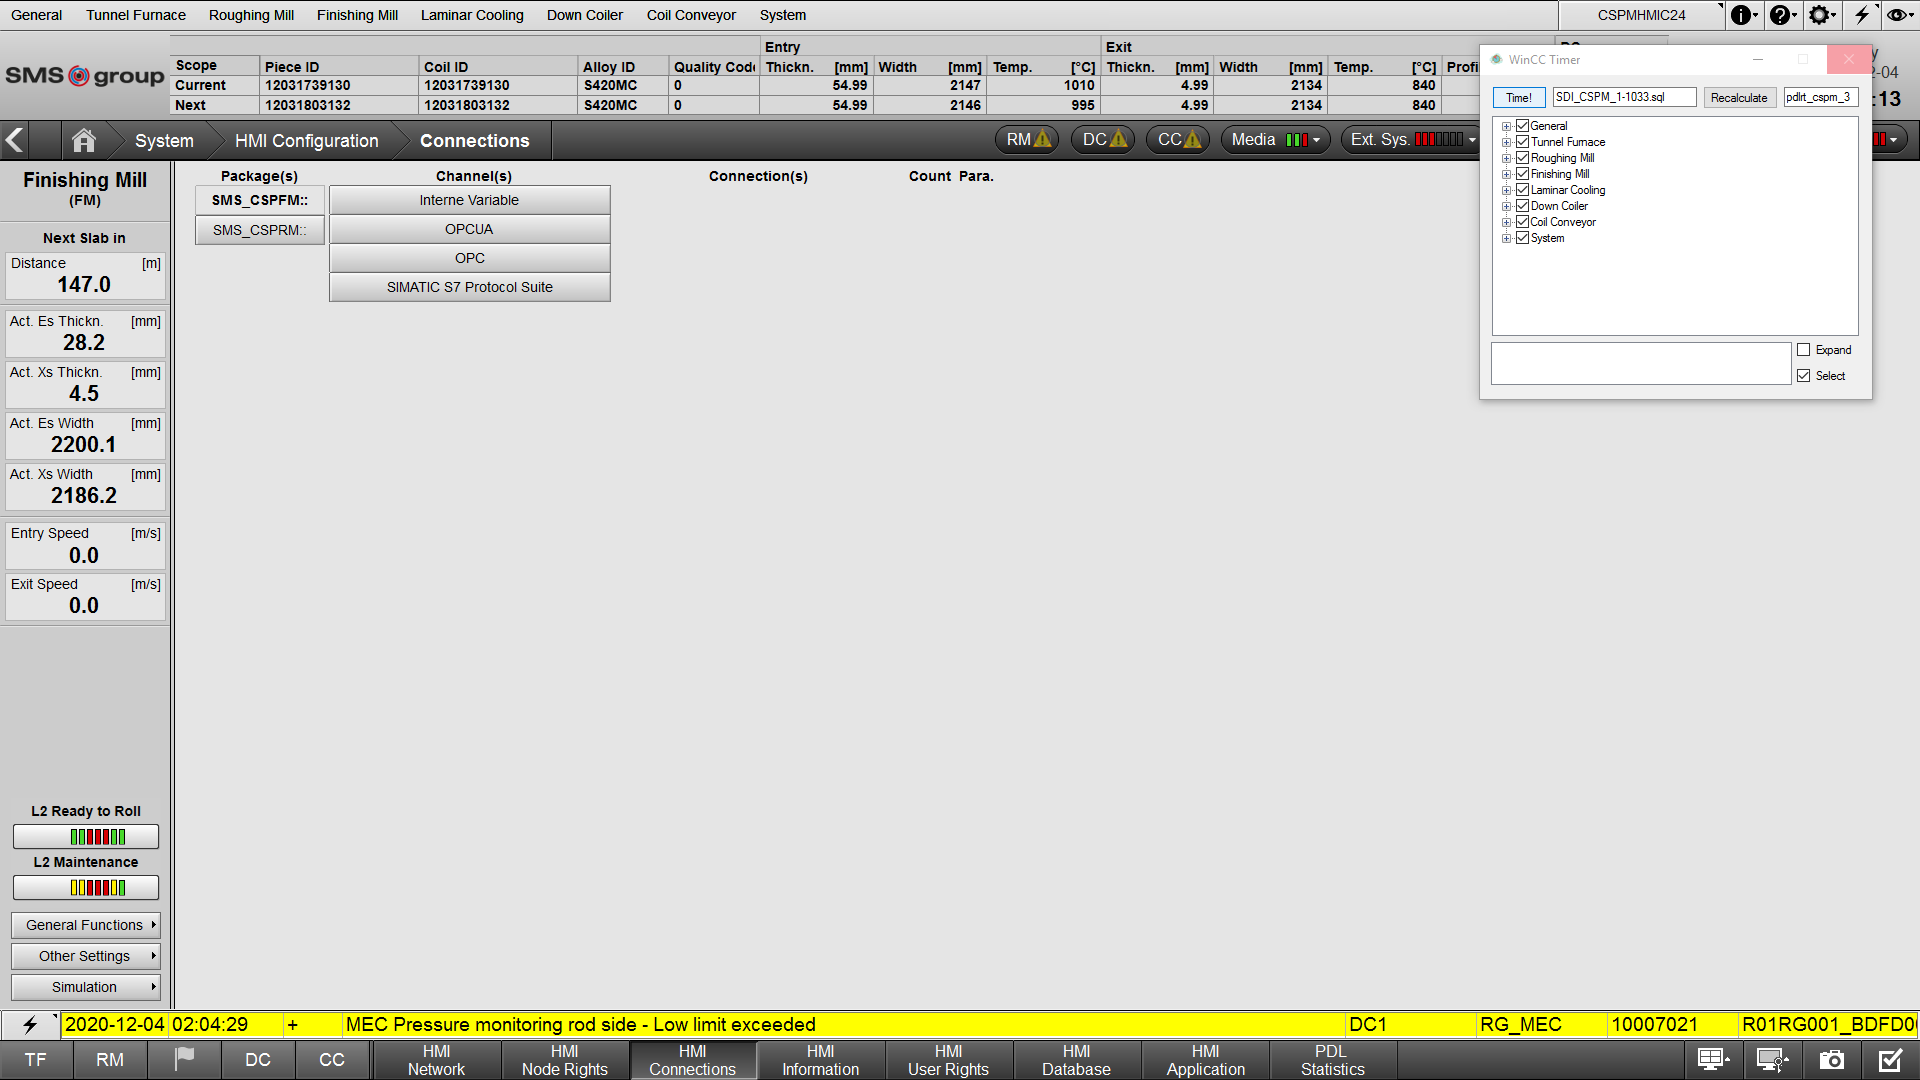 General Tunnel Furnace Roughing Mill Finishing Mill Laminar Cooling Down Coiler Coil Conveyor System CSPMHMIC24
SMS group
Entry Exit
Scope Piece ID Coil ID Alloy ID Quality Code Thickn. [mm] Width [mm] Temp. [°C] Thickn. [mm] Width [mm] Temp. [°C] Profi
Current 12031739130 12031739130 S420MC 0 54.99 2147 1010 4.99 2134 840
Next 12031803132 12031803132 S420MC 0 54.99 2146 995 4.99 2134 840
-04
:13
System HMI Configuration Connections RM DC CC Media Ext. Sys.
WinCC Timer
Time! SDI_CSPM_1-1033.sql Recalculate pdlrt_cspm_3
General
Tunnel Furnace
Roughing Mill
Finishing Mill
Laminar Cooling
Down Coiler
Coil Conveyor
System
Expand
Select
Finishing Mill
(FM)
Next Slab in
Distance [m]
147.0
Act. Es Thickn. [mm]
28.2
Act. Xs Thickn. [mm]
4.5
Act. Es Width [mm]
2200.1
Act. Xs Width [mm]
2186.2
Entry Speed [m/s]
0.0
Exit Speed [m/s]
0.0
L2 Ready to Roll
L2 Maintenance
General Functions
Other Settings
Simulation
Package(s) Channel(s) Connection(s) Count Para.
SMS_CSPFM:: Interne Variable
SMS_CSPRM:: OPCUA
OPC
SIMATIC S7 Protocol Suite
2020-12-04 02:04:29 + MEC Pressure monitoring rod side - Low limit exceeded DC1 RG_MEC 10007021 R01RG001_BDFD0
TF RM DC CC
HMI Network
HMI Node Rights
HMI Connections
HMI Information
HMI User Rights
HMI Database
HMI Application
PDL Statistics